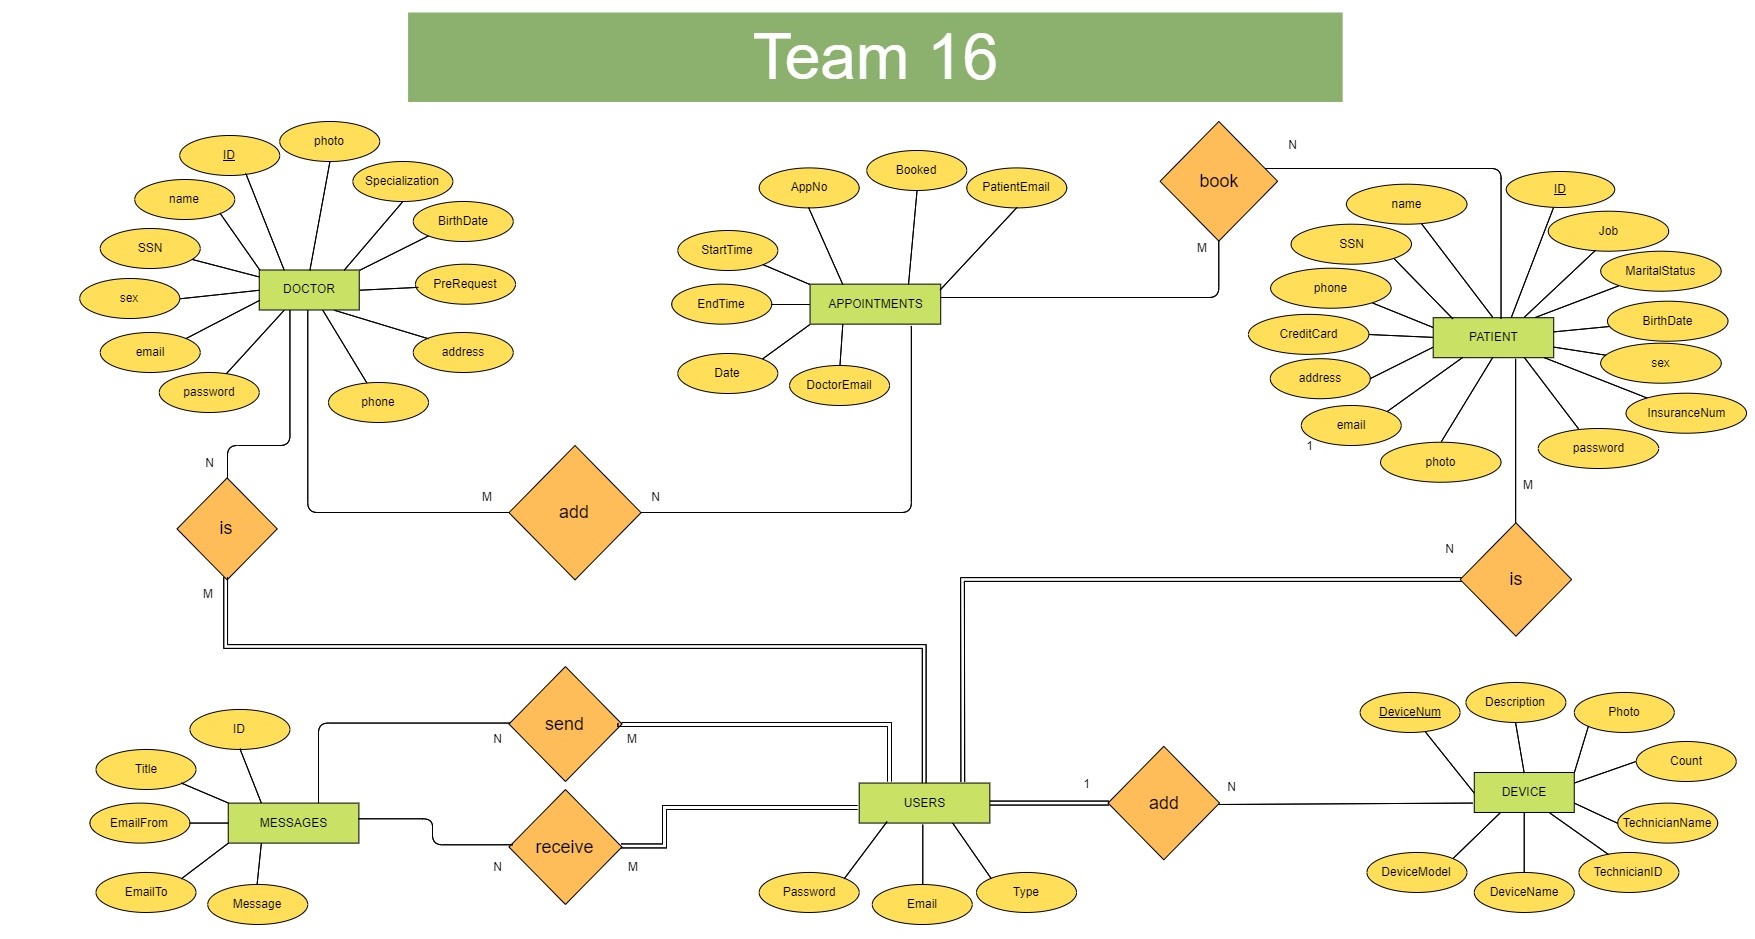 Team 16
photo
ID
Specialization
name
BirthDate
SSN
PreRequest
sex
DOCTOR
email
address
password
phone
AppNo
Booked
PatientEmail
StartTime
EndTime
APPOINTMENTS
Date
DoctorEmail
book
N
M
name
ID
SSN
Job
phone
MaritalStatus
CreditCard
PATIENT
BirthDate
address
sex
email
InsuranceNum
1
photo
password
N
is
M
M
add
N
M
N
is
ID
Title
EmailFrom
MESSAGES
EmailTo
Message
send
N
M
receive
N
M
USERS
Password
Email
Type
1
add
N
DeviceNum
Description
Photo
Count
DEVICE
TechnicianName
DeviceModel
DeviceName
TechnicianID